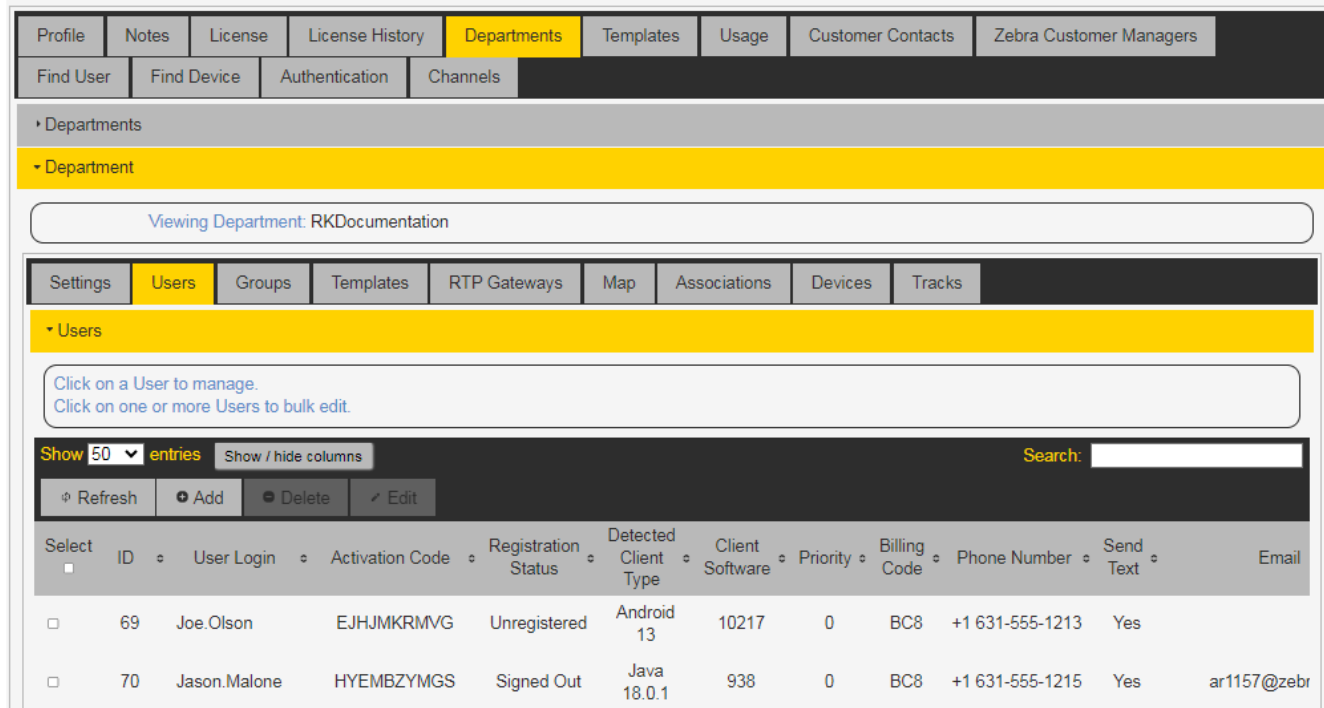 Profile Notes License License History Departments Templates Usage Customer Contacts Zebra Customer Managers
Find User Find Device Authentication Channels
Departments
Department
Viewing Department: RKDocumentation
Settings Users Groups Templates RTP Gateways Map Associations Devices Tracks
Users
Click on a User to manage.
Click on one or more Users to bulk edit.
Show 50 entries Show / hide columns Search:
Refresh Add Delete Edit
Select ID User Login Activation Code Registration Status Detected Client Type Client Software Priority Billing Code Phone Number Send Text Email
69 Joe.Olson EJHJMKRMVG Unregistered Android 13 10217 0 BC8 +1 631-555-1213 Yes
70 Jason.Malone HYEMBZYMGS Signed Out Java 18.0.1 938 0 BC8 +1 631-555-1215 Yes ar1157@zebr